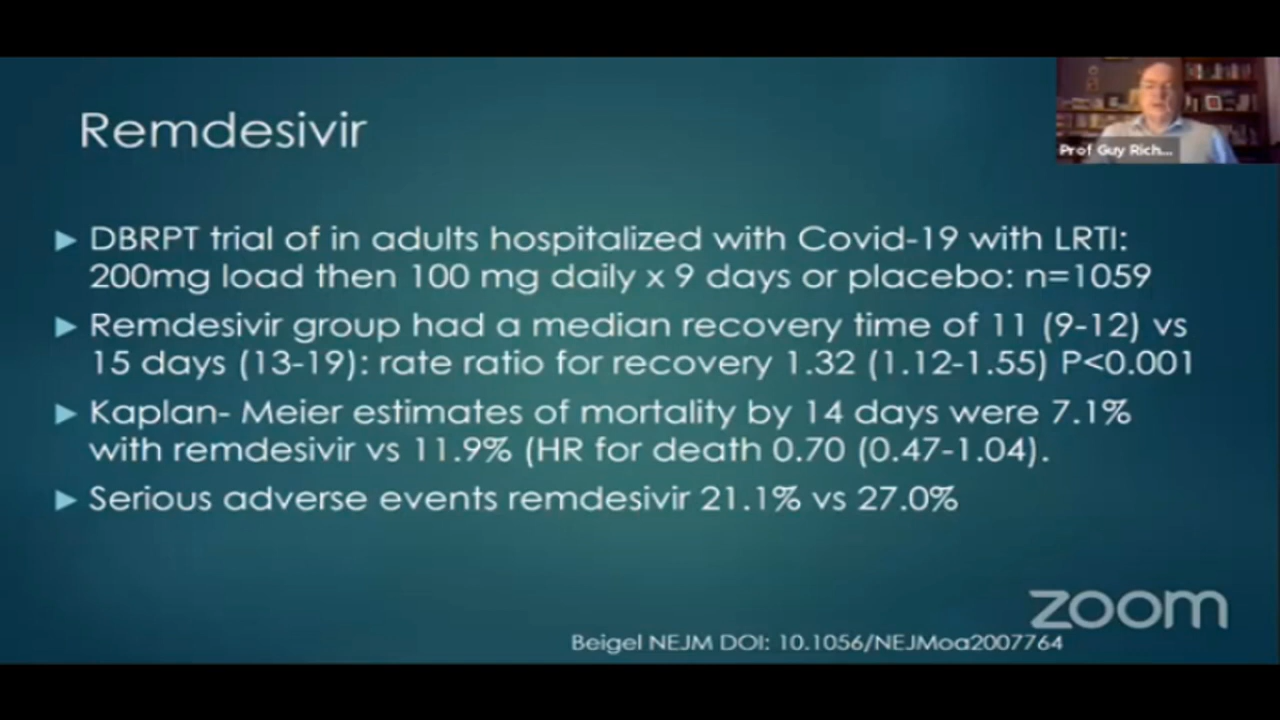 Remdesivir
Prof Guy Rich...
▶ DBRPT trial of in adults hospitalized with Covid-19 with LRTI:
200mg load then 100 mg daily x 9 days or placebo: n=1059
▶ Remdesivir group had a median recovery time of 11 (9-12) vs
15 days (13-19): rate ratio for recovery 1.32 (1.12-1.55) P<0.001
▶ Kaplan- Meier estimates of mortality by 14 days were 7.1%
with remdesivir vs 11.9% (HR for death 0.70 (0.47-1.04).
▶ Serious adverse events remdesivir 21.1% vs 27.0%
zoom
Beigel NEJM DOI: 10.1056/NEJMoa2007764